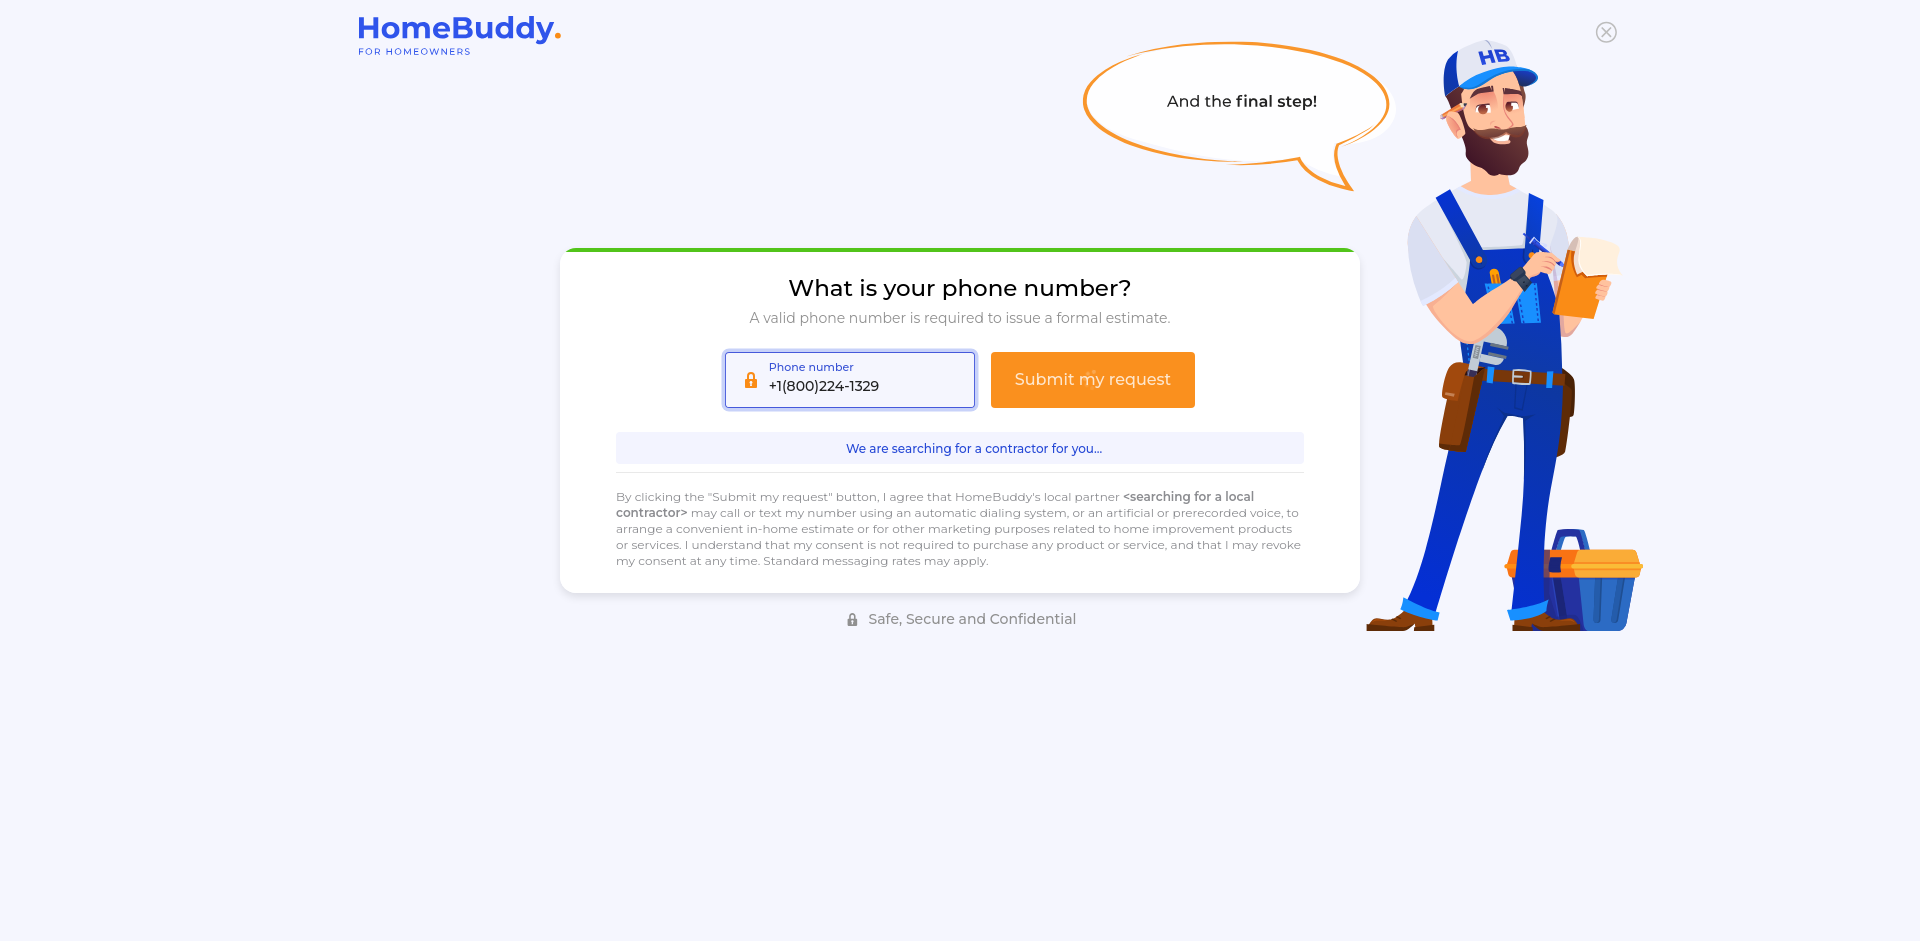 HomeBuddy.
FOR HOMEOWNERS
HB
And the final step!
What is your phone number?
A valid phone number is required to issue a formal estimate.
Phone number
+1(800)224-1329
Submit my request
We are searching for a contractor for you...
By clicking the "Submit my request" button, I agree that HomeBuddy's local partner <searching for a local
contractor> may call or text my number using an automatic dialing system, or an artificial or prerecorded voice, to
arrange a convenient in-home estimate or for other marketing purposes related to home improvement products
or services. I understand that my consent is not required to purchase any product or service, and that I may revoke
my consent at any time. Standard messaging rates may apply.
Safe, Secure and Confidential